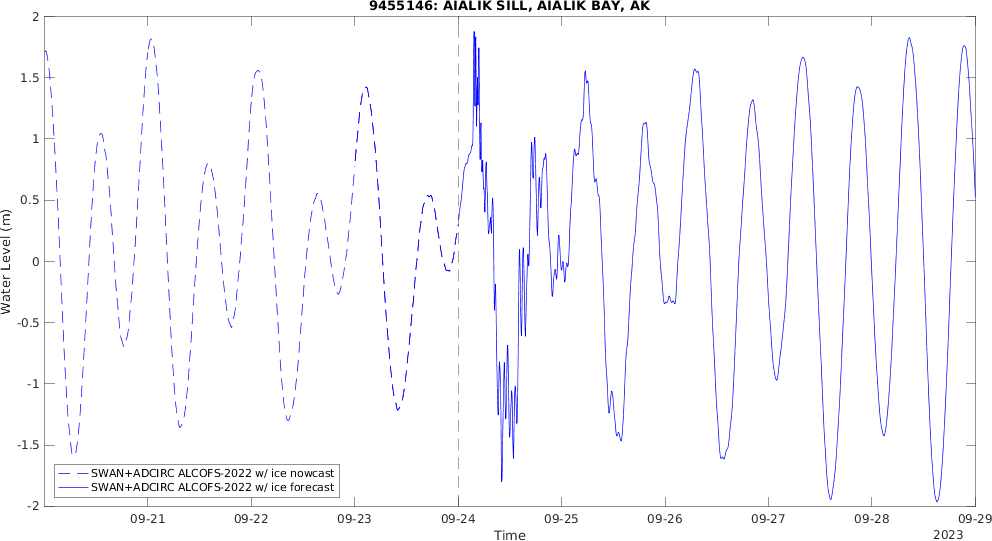 9455146: AIALIK SILL, AIALIK BAY, AK
2
1.5
1
0.5
0
-0.5
-1
-1.5
-2
Water Level (m)
SWAN+ADCIRC ALCOFS-2022 w/ ice nowcast
SWAN+ADCIRC ALCOFS-2022 w/ ice forecast
09-21 09-22 09-23 09-24 09-25 09-26 09-27 09-28 09-29
Time
2023